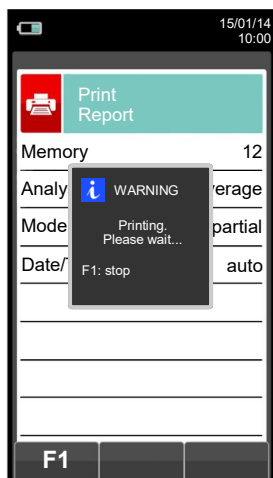 15/01/14
10:00
Print
Report
Memory 12
Analy verage
Mode partial
Date/ auto
WARNING
Printing.
Please wait...
F1: stop
F1